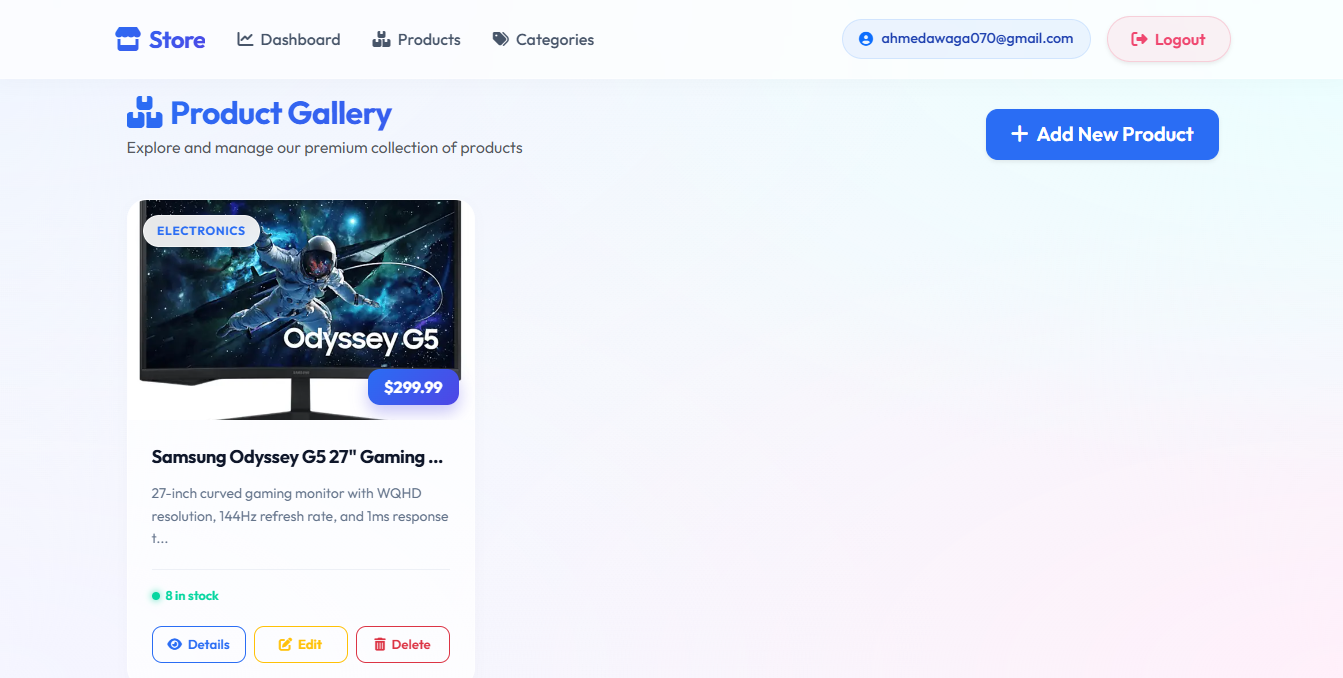 Store
Dashboard
Products
Categories
ahmedawaga070@gmail.com
Logout
Product Gallery
Explore and manage our premium collection of products
+ Add New Product
ELECTRONICS
Odyssey G5
SAMSUNG
$299.99
Samsung Odyssey G5 27" Gaming ...
27-inch curved gaming monitor with WQHD
resolution, 144Hz refresh rate, and 1ms response
t...
8 in stock
Details
Edit
Delete